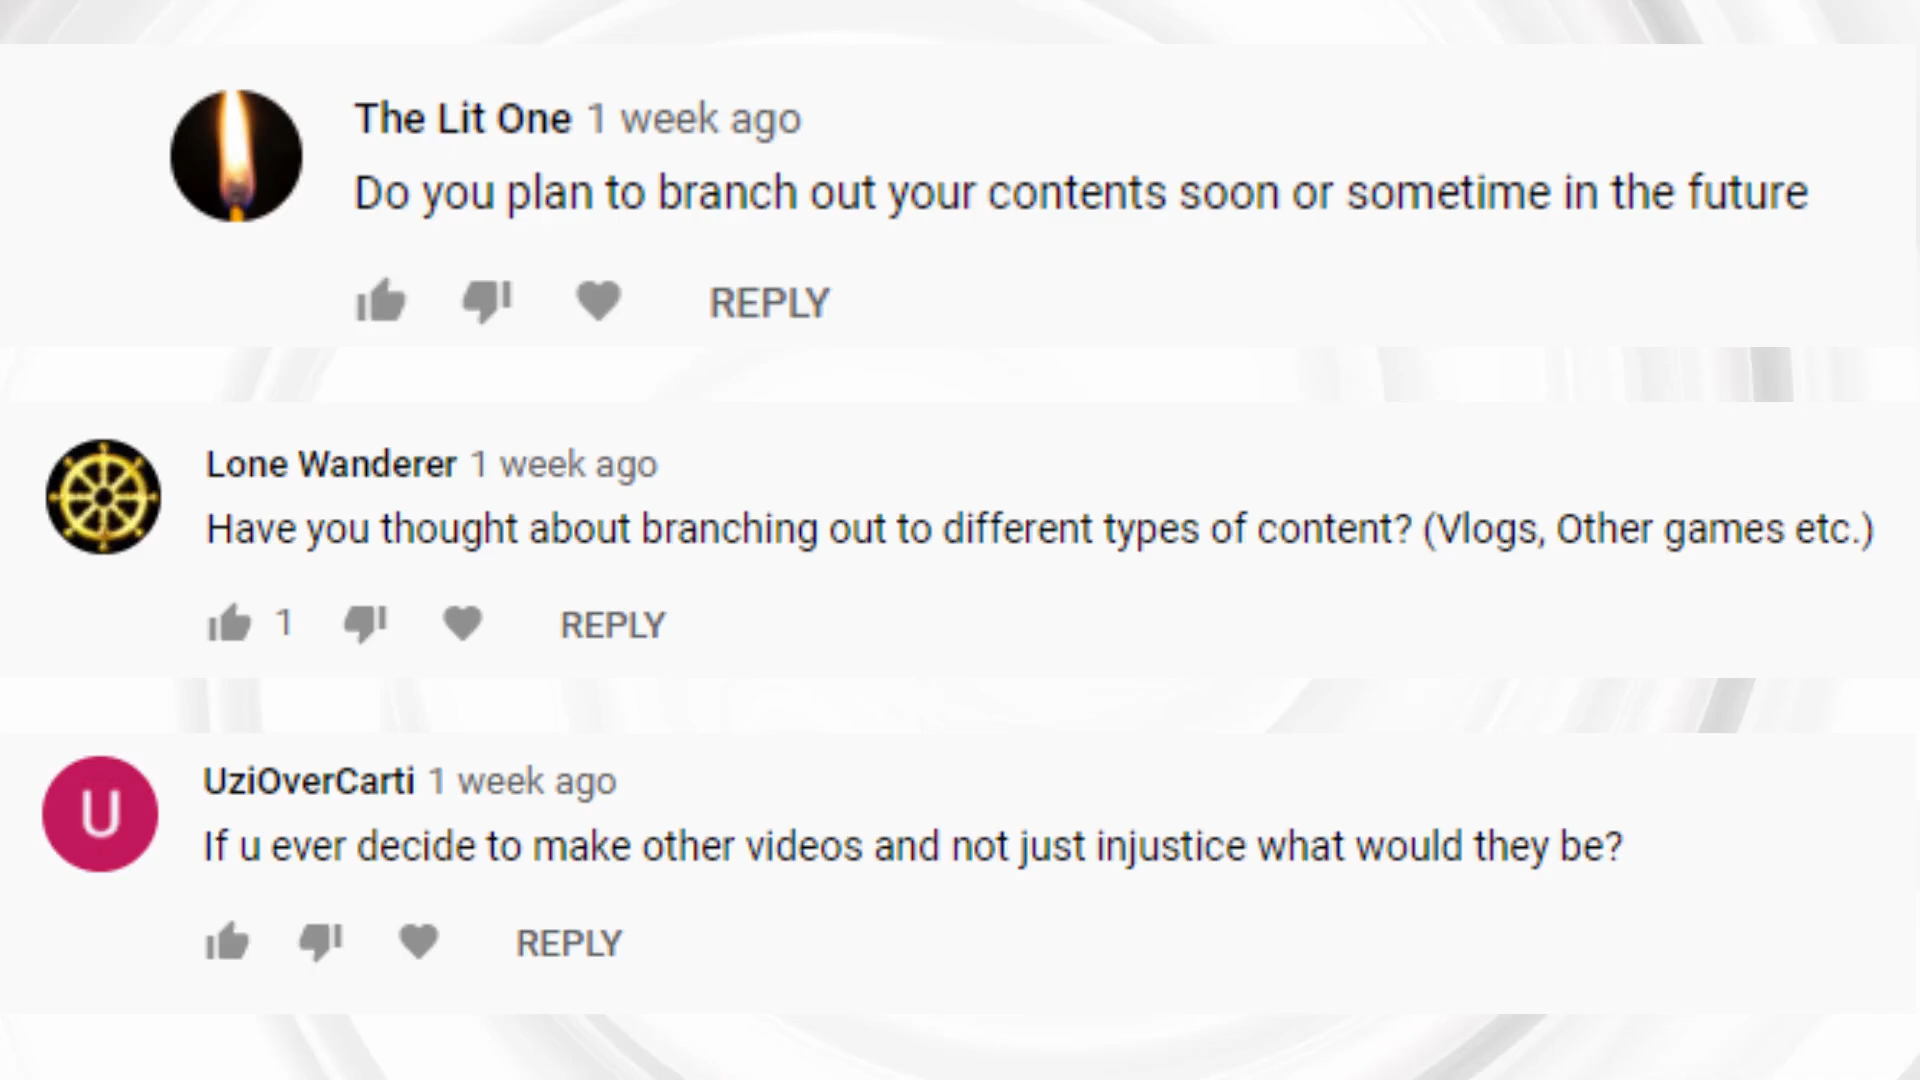 The Lit One 1 week ago
Do you plan to branch out your contents soon or sometime in the future
REPLY
Lone Wanderer 1 week ago
Have you thought about branching out to different types of content? (Vlogs, Other games etc.)
1 REPLY
U
UziOverCarti 1 week ago
If u ever decide to make other videos and not just injustice what would they be?
REPLY